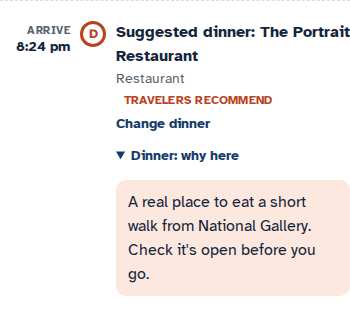 ARRIVE
8:24 pm
D
Suggested dinner: The Portrait
Restaurant
Restaurant
TRAVELERS RECOMMEND
Change dinner
▼ Dinner: why here
A real place to eat a short
walk from National Gallery.
Check it's open before you
go.